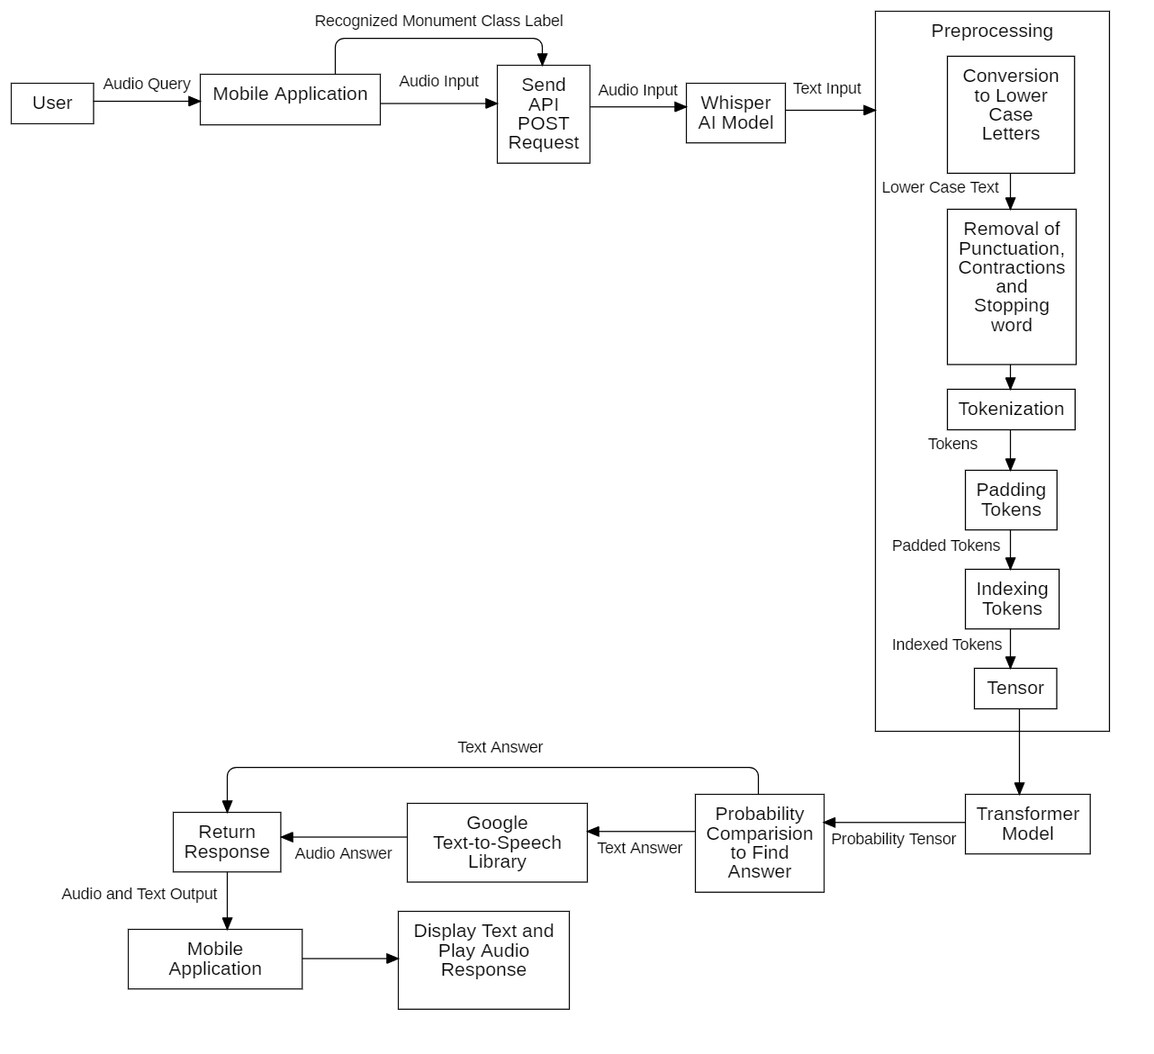 Recognized Monument Class Label
Preprocessing
User
Audio Query
Mobile Application
Audio Input
Send
API
POST
Request
Audio Input
Whisper
AI Model
Text Input
Conversion
to Lower
Case
Letters
Lower Case Text
Removal of
Punctuation,
Contractions
and
Stopping
word
Tokenization
Tokens
Padding
Tokens
Padded Tokens
Indexing
Tokens
Indexed Tokens
Tensor
Transformer
Model
Probability Tensor
Probability
Comparision
to Find
Answer
Text Answer
Text Answer
Google
Text-to-Speech
Library
Audio Answer
Return
Response
Audio and Text Output
Mobile
Application
Display Text and
Play Audio
Response